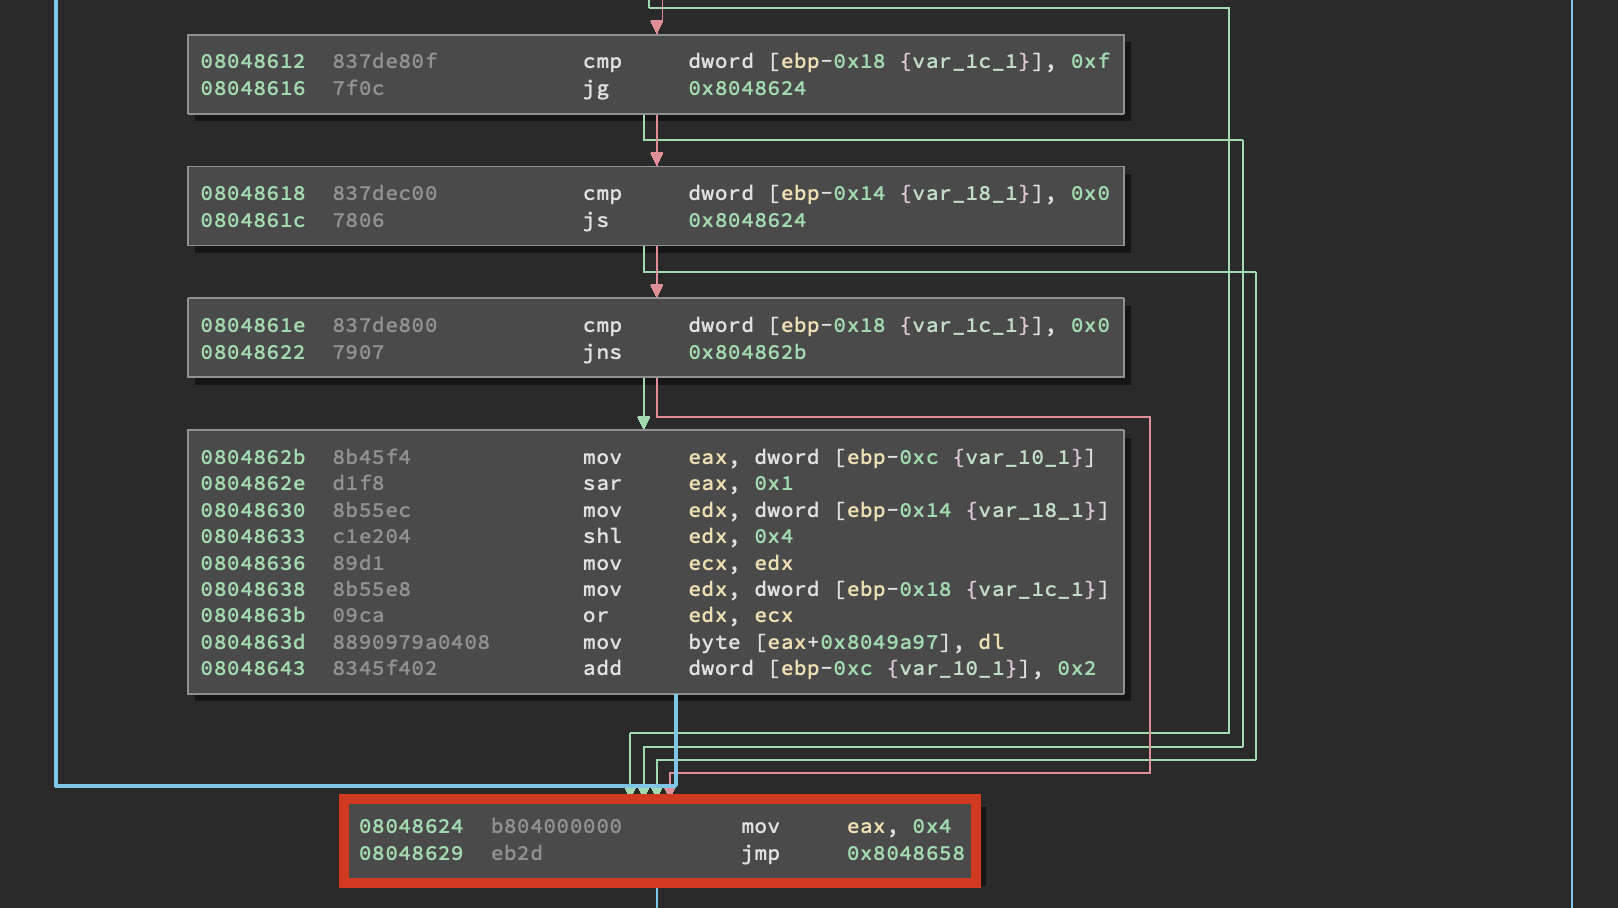 08048612 837de80f cmp dword [ebp-0x18 {var_1c_1}], 0xf
08048616 7f0c jg 0x8048624
08048618 837dec00 cmp dword [ebp-0x14 {var_18_1}], 0x0
0804861c 7806 js 0x8048624
0804861e 837de800 cmp dword [ebp-0x18 {var_1c_1}], 0x0
08048622 7907 jns 0x804862b
0804862b 8b45f4 mov eax, dword [ebp-0xc {var_10_1}]
0804862e d1f8 sar eax, 0x1
08048630 8b55ec mov edx, dword [ebp-0x14 {var_18_1}]
08048633 c1e204 shl edx, 0x4
08048636 89d1 mov ecx, edx
08048638 8b55e8 mov edx, dword [ebp-0x18 {var_1c_1}]
0804863b 09ca or edx, ecx
0804863d 8890979a0408 mov byte [eax+0x8049a97], dl
08048643 8345f402 add dword [ebp-0xc {var_10_1}], 0x2
08048624 b804000000 mov eax, 0x4
08048629 eb2d jmp 0x8048658